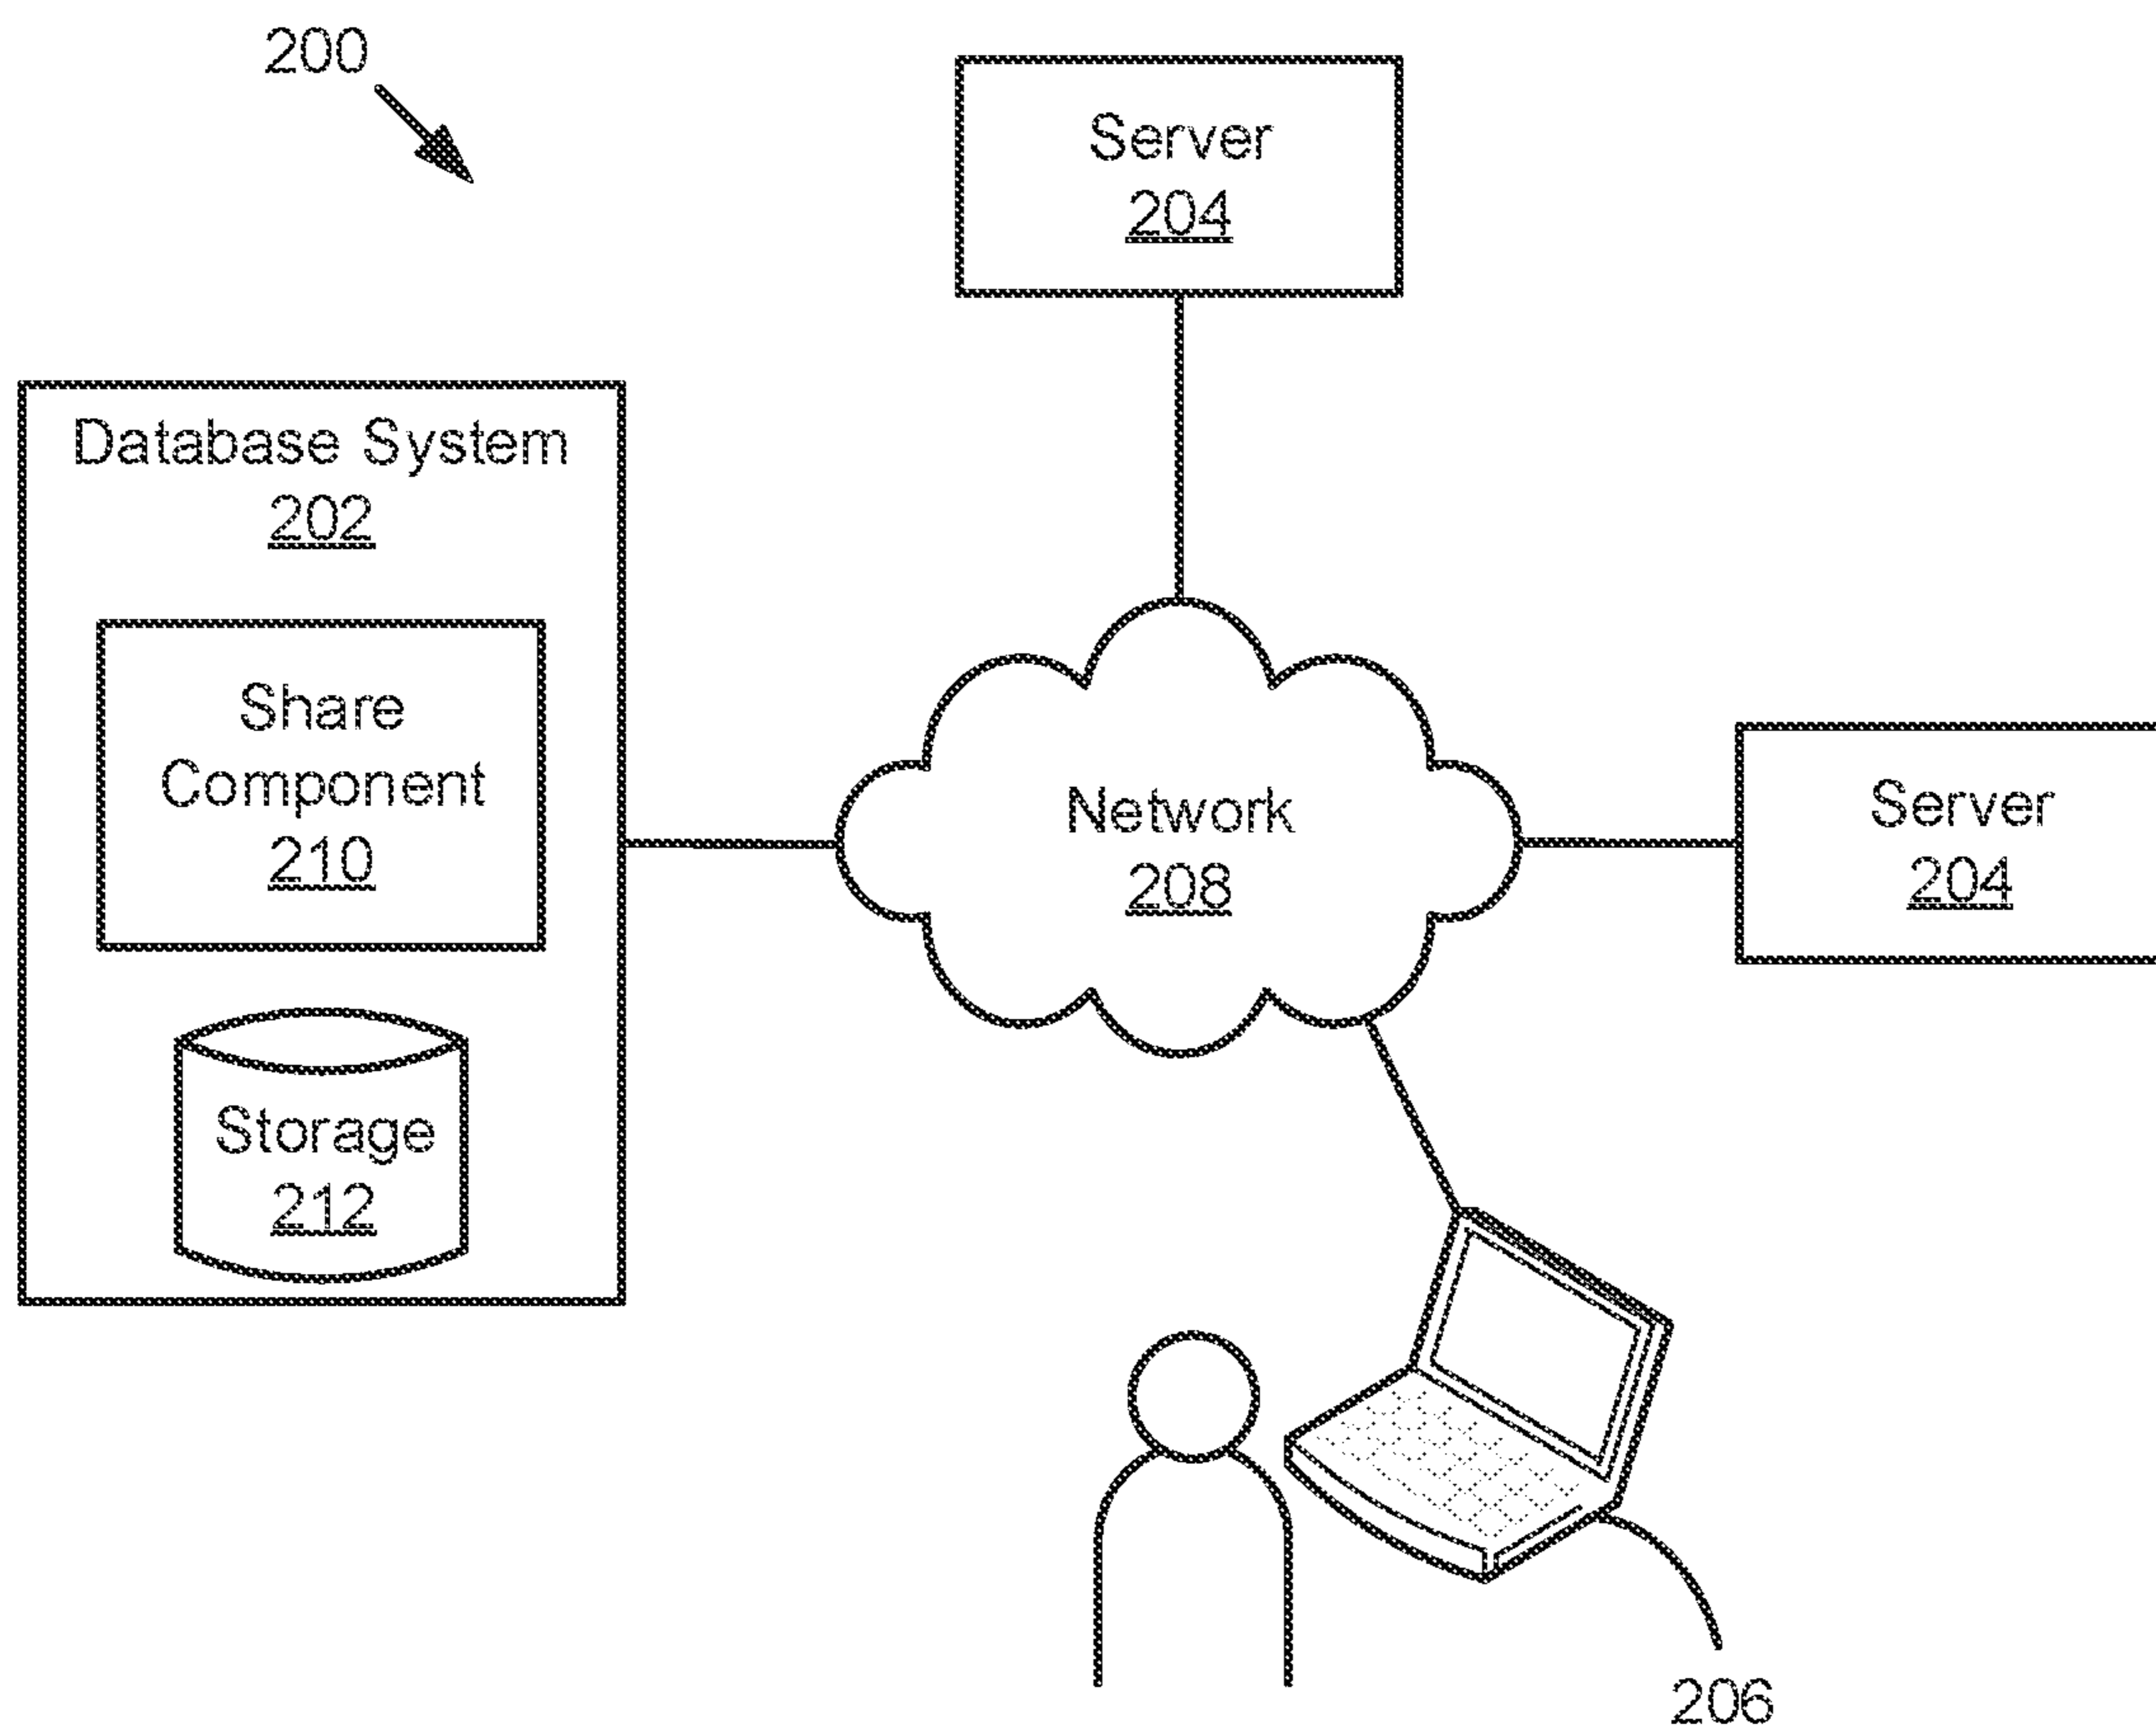 200
Server
204
Database System
202
Share
Component
210
Storage
212
Network
208
Server
204
206